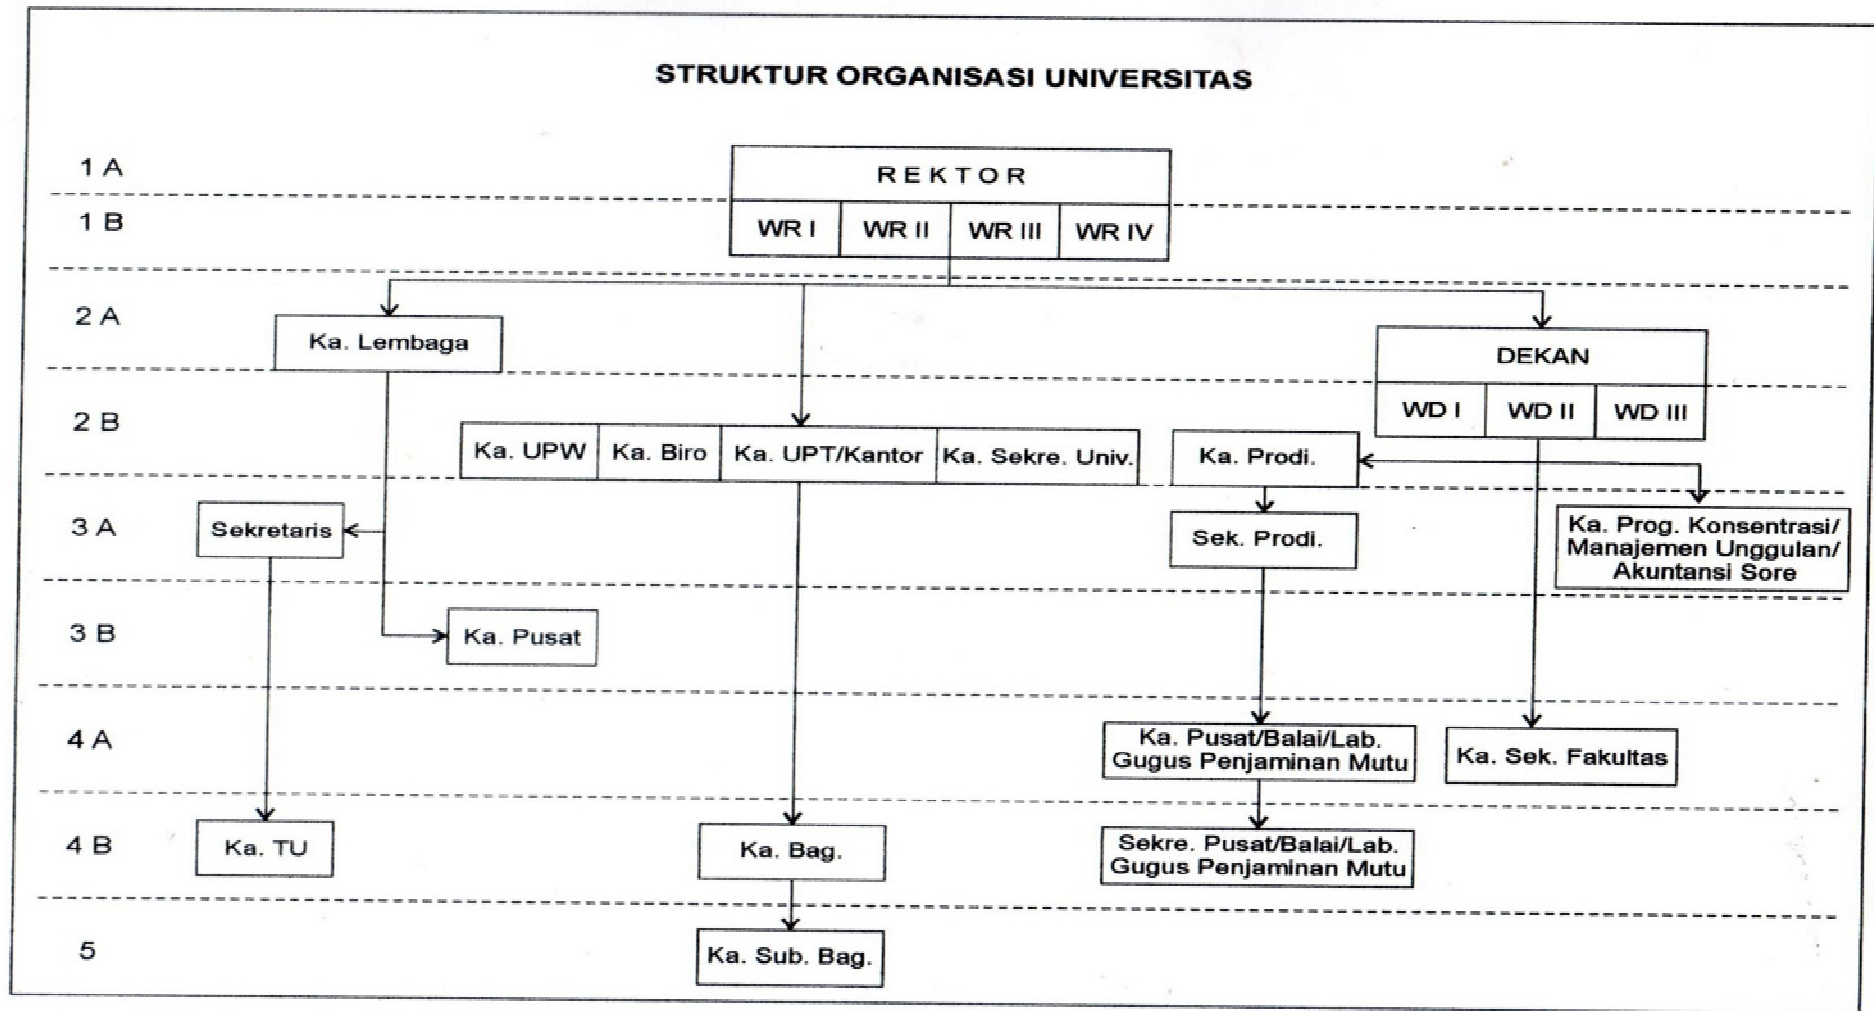 STRUKTUR ORGANISASI UNIVERSITAS
1 A
R E K T O R
1 B
WR I
WR II
WR III
WR IV
2 A
Ka. Lembaga
DEKAN
2 B
WD I
WD II
WD III
Ka. UPW
Ka. Biro
Ka. UPT/Kantor
Ka. Sekre. Univ.
Ka. Prodi.
3 A
Sekretaris
Sek. Prodi.
Ka. Prog. Konsentrasi/
Manajemen Unggulan/
Akuntansi Sore
3 B
Ka. Pusat
4 A
Ka. Pusat/Balai/Lab.
Gugus Penjaminan Mutu
Ka. Sek. Fakultas
4 B
Ka. TU
Ka. Bag.
Sekre. Pusat/Balai/Lab.
Gugus Penjaminan Mutu
5
Ka. Sub. Bag.